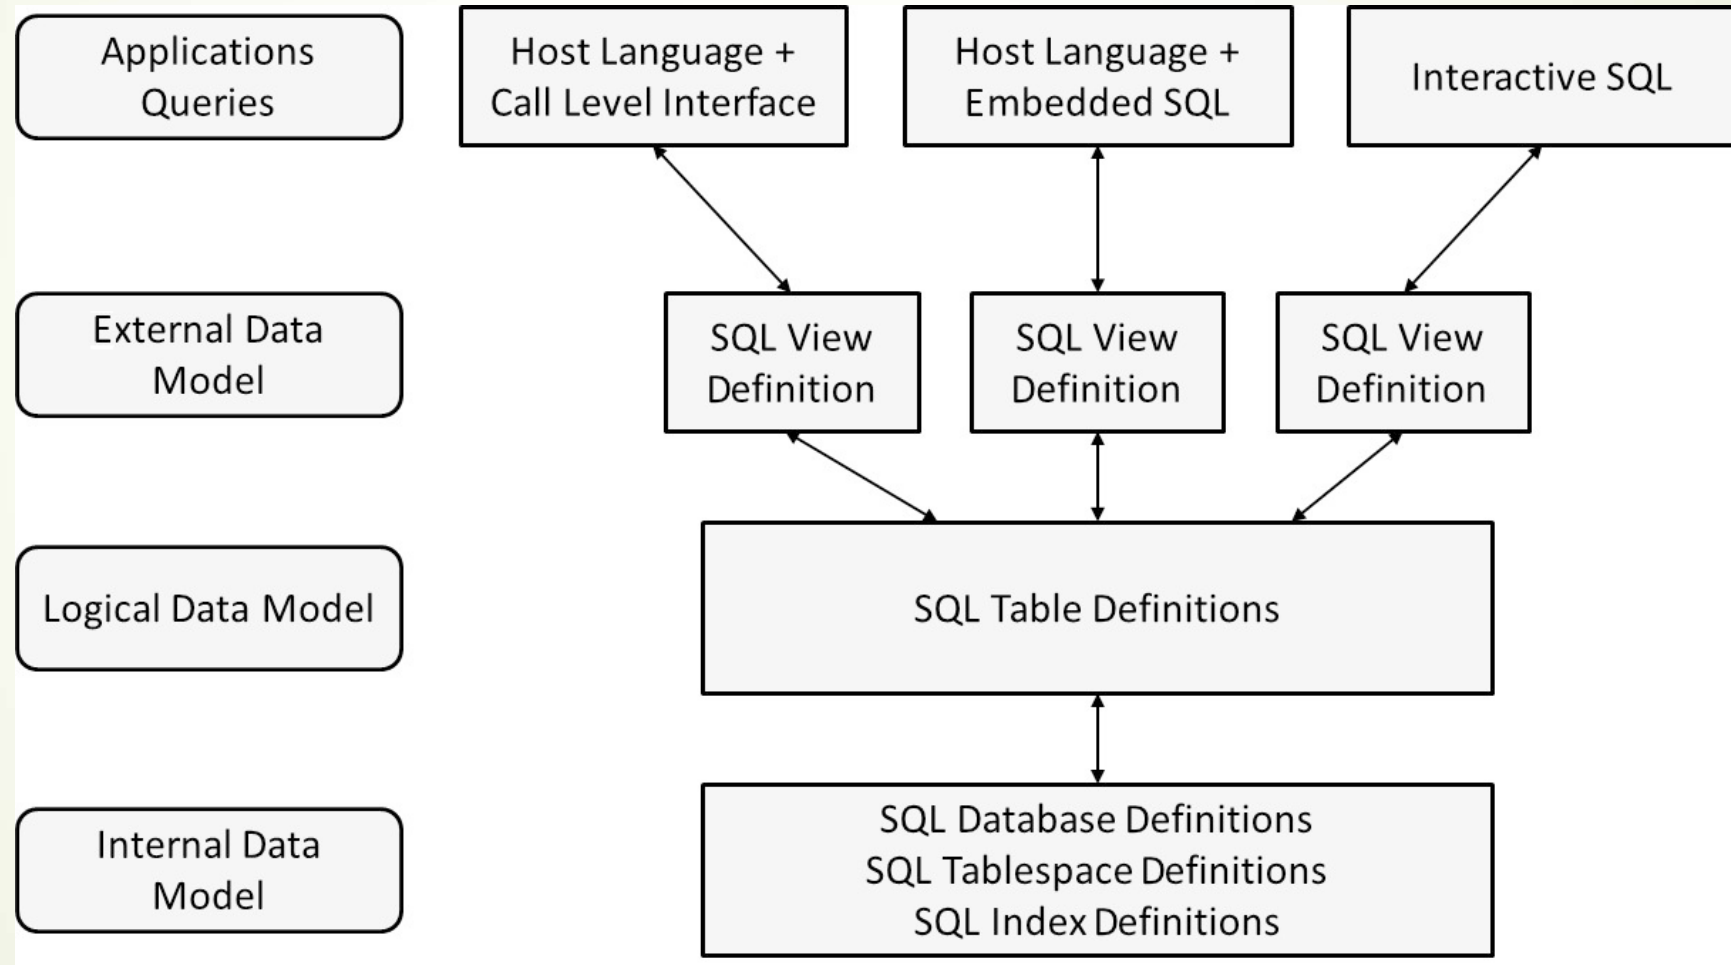 Applications
Queries
Host Language +
Call Level Interface
Host Language +
Embedded SQL
Interactive SQL
External Data
Model
SQL View
Definition
SQL View
Definition
SQL View
Definition
Logical Data Model
SQL Table Definitions
Internal Data
Model
SQL Database Definitions
SQL Tablespace Definitions
SQL Index Definitions